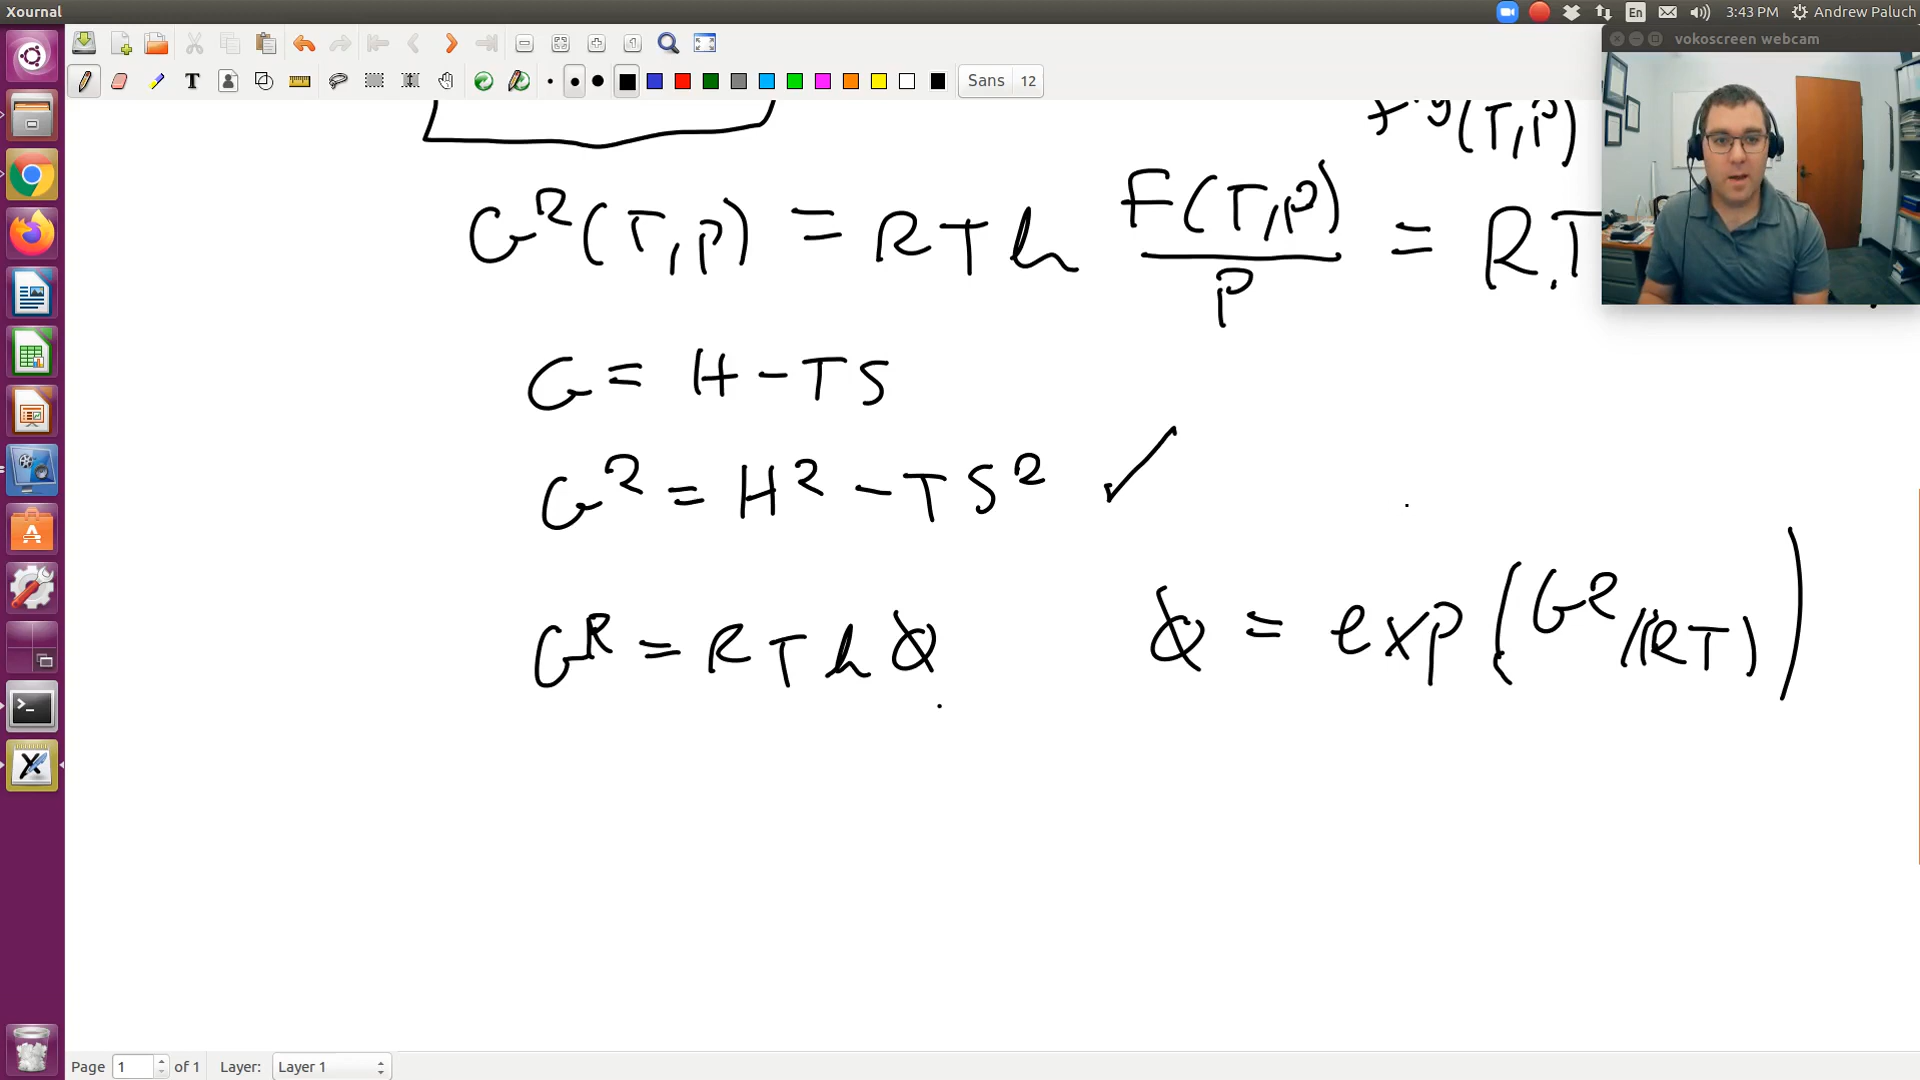 Xournal
En 3:43 PM Andrew Paluch
vokoscreen webcam
Sans 12
(T,P)
G^R(T,P) = RT ln F(T,P)/P = RT
G = H - TS
G^R = H^R - TS^R ✓
G^R = RT ln ϕ ϕ = exp(G^R/(RT))
Page 1 of 1 Layer: Layer 1